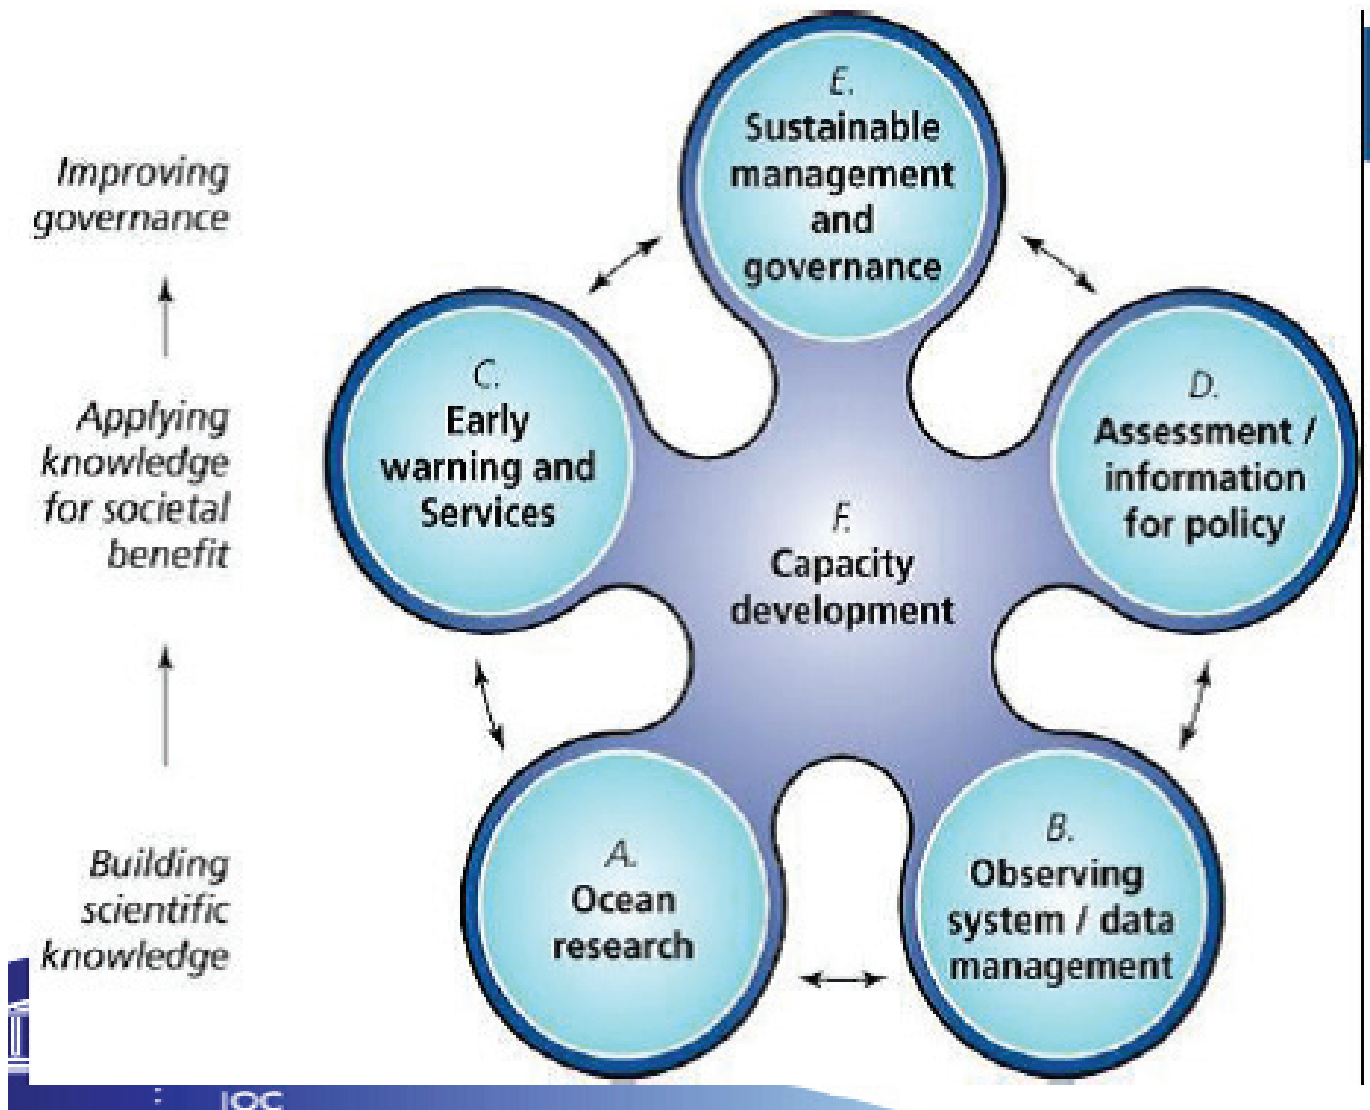 Improving
governance
Applying
knowledge
for societal
benefit
Building
scientific
knowledge
E.
Sustainable
management
and
governance
C.
Early
warning and
Services
D.
Assessment /
information
for policy
F.
Capacity
development
A.
Ocean
research
B.
Observing
system / data
management
IOC